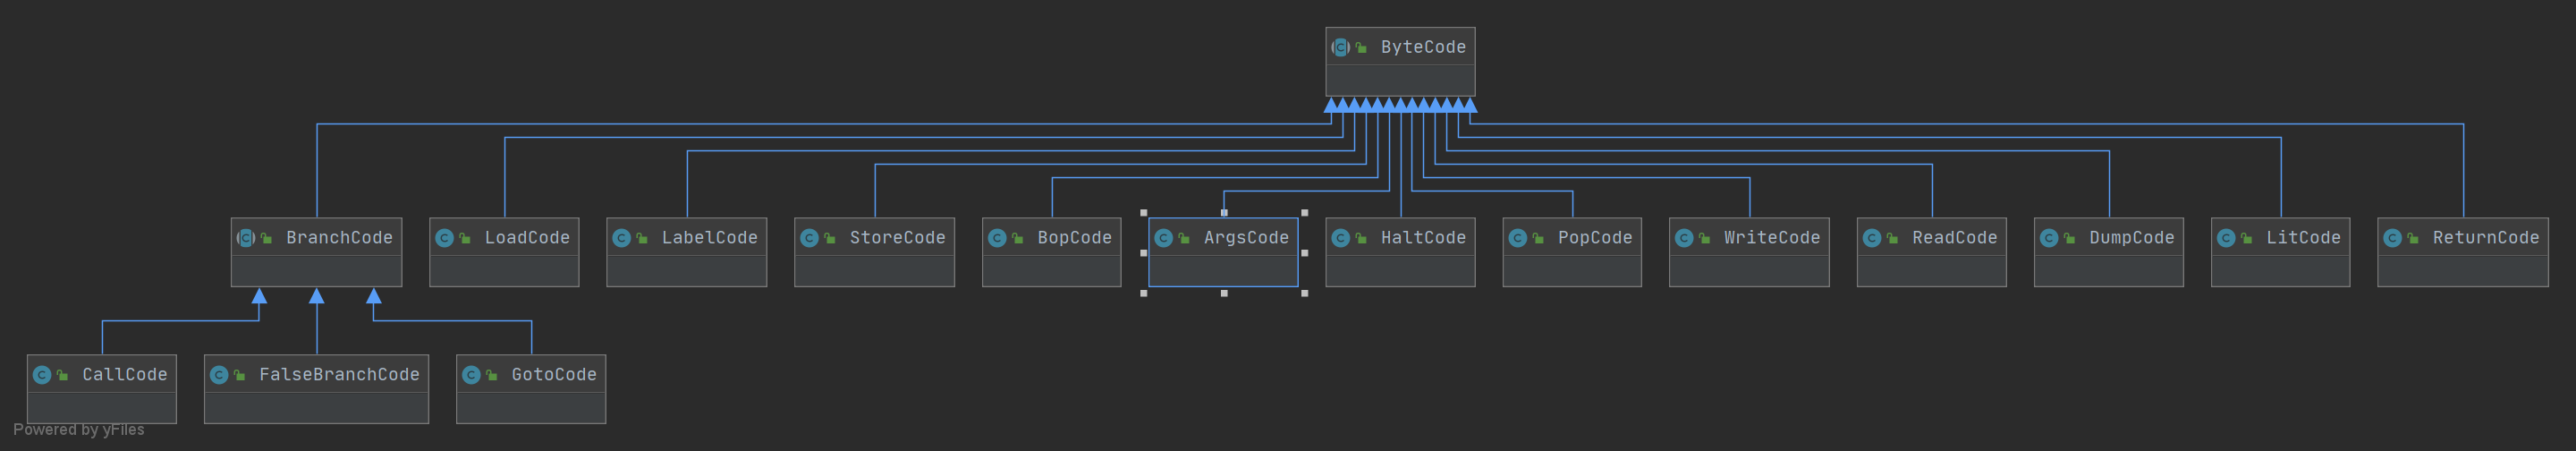 ByteCode
BranchCode
LoadCode
LabelCode
StoreCode
BopCode
ArgsCode
HaltCode
PopCode
WriteCode
ReadCode
DumpCode
LitCode
ReturnCode
CallCode
FalseBranchCode
GotoCode
Powered by yFiles